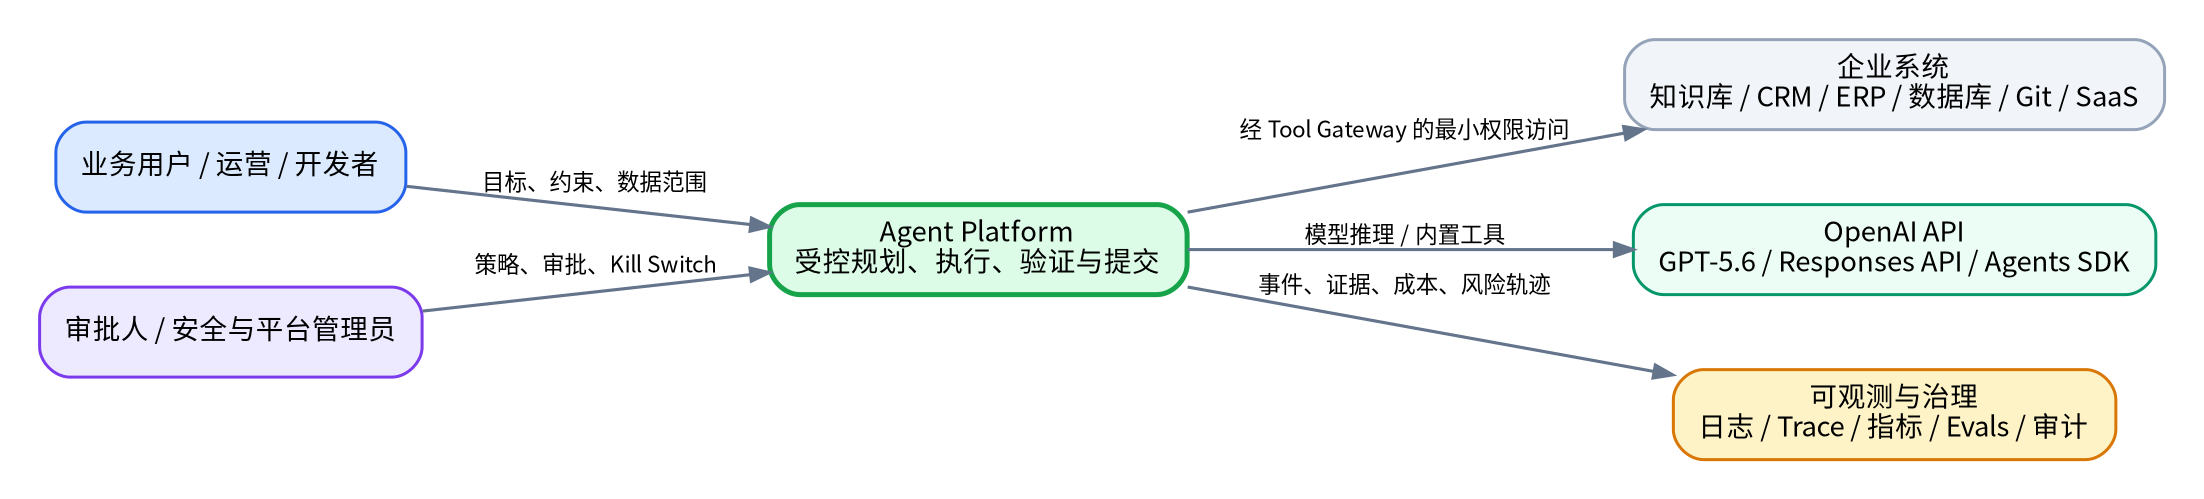 业务用户 / 运营 / 开发者
目标、约束、数据范围
审批人 / 安全与平台管理员
策略、审批、Kill Switch
Agent Platform
受控规划、执行、验证与提交
经 Tool Gateway 的最小权限访问
企业系统
知识库 / CRM / ERP / 数据库 / Git / SaaS
模型推理 / 内置工具
OpenAI API
GPT-5.6 / Responses API / Agents SDK
事件、证据、成本、风险轨迹
可观测与治理
日志 / Trace / 指标 / Evals / 审计